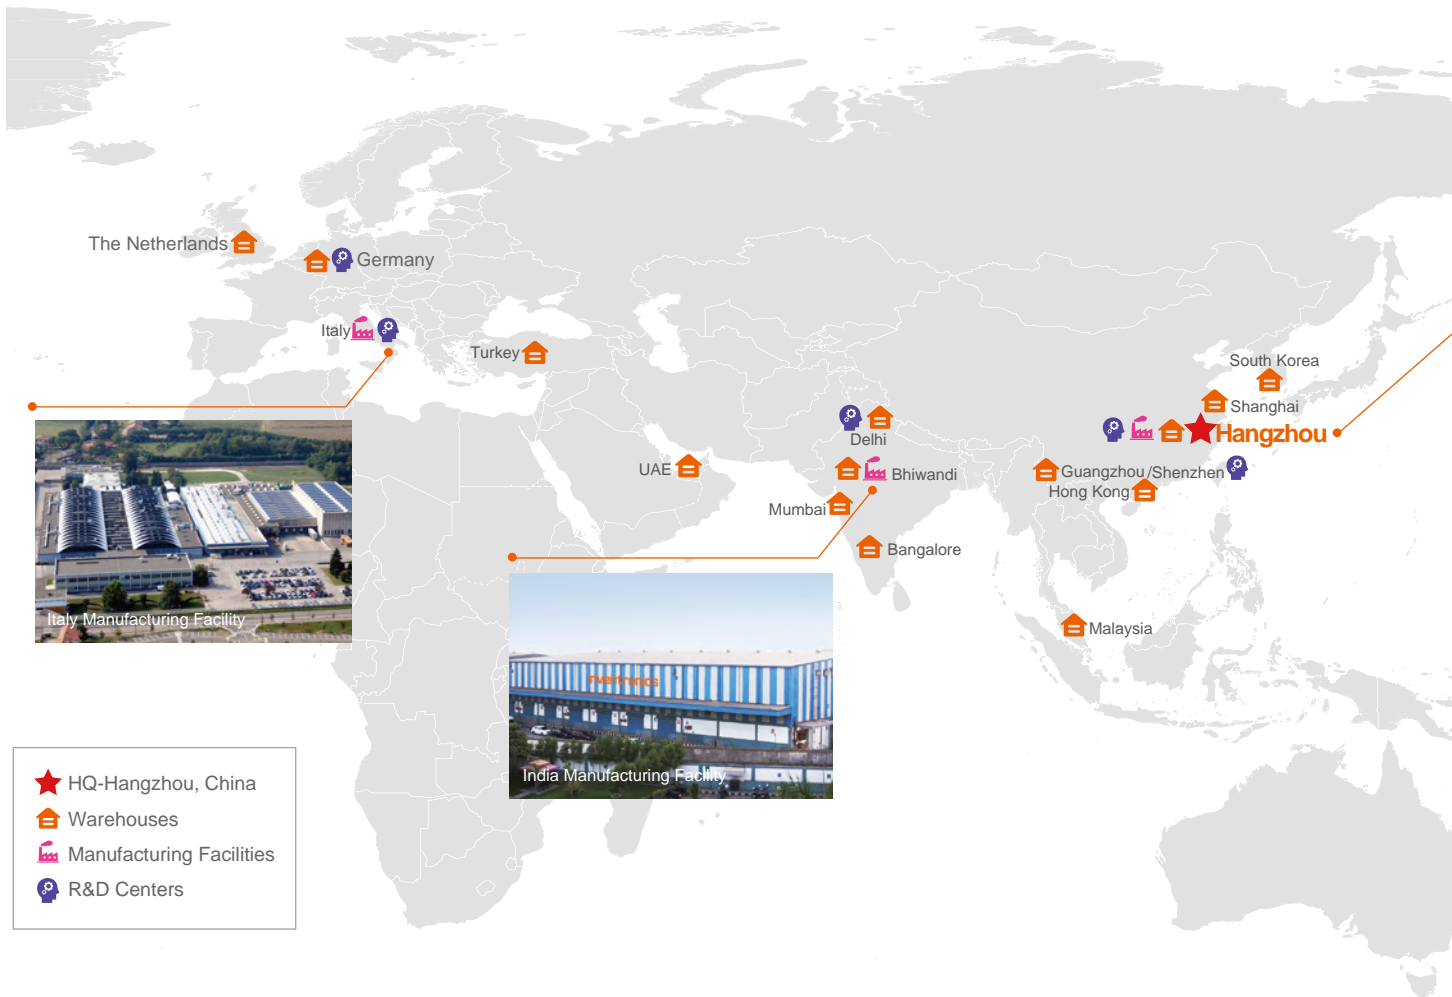 The Netherlands
Germany
Italy
Turkey
South Korea
Shanghai
Hangzhou
Delhi
UAE
Bhiwandi
Guangzhou/Shenzhen
Hong Kong
Mumbai
Bangalore
Italy Manufacturing Facility
Malaysia
inventronics
India Manufacturing Facility
HQ-Hangzhou, China
Warehouses
Manufacturing Facilities
R&D Centers